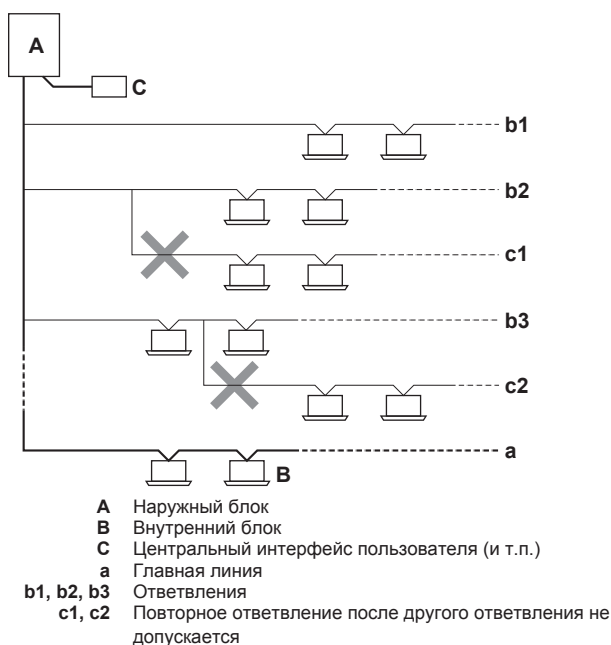 A
C
b1
b2
c1
b3
c2
a
B
A Наружный блок
B Внутренний блок
C Центральный интерфейс пользователя (и т.п.)
a Главная линия
b1, b2, b3 Ответвления
c1, c2 Повторное ответвление после другого ответвления не
допускается